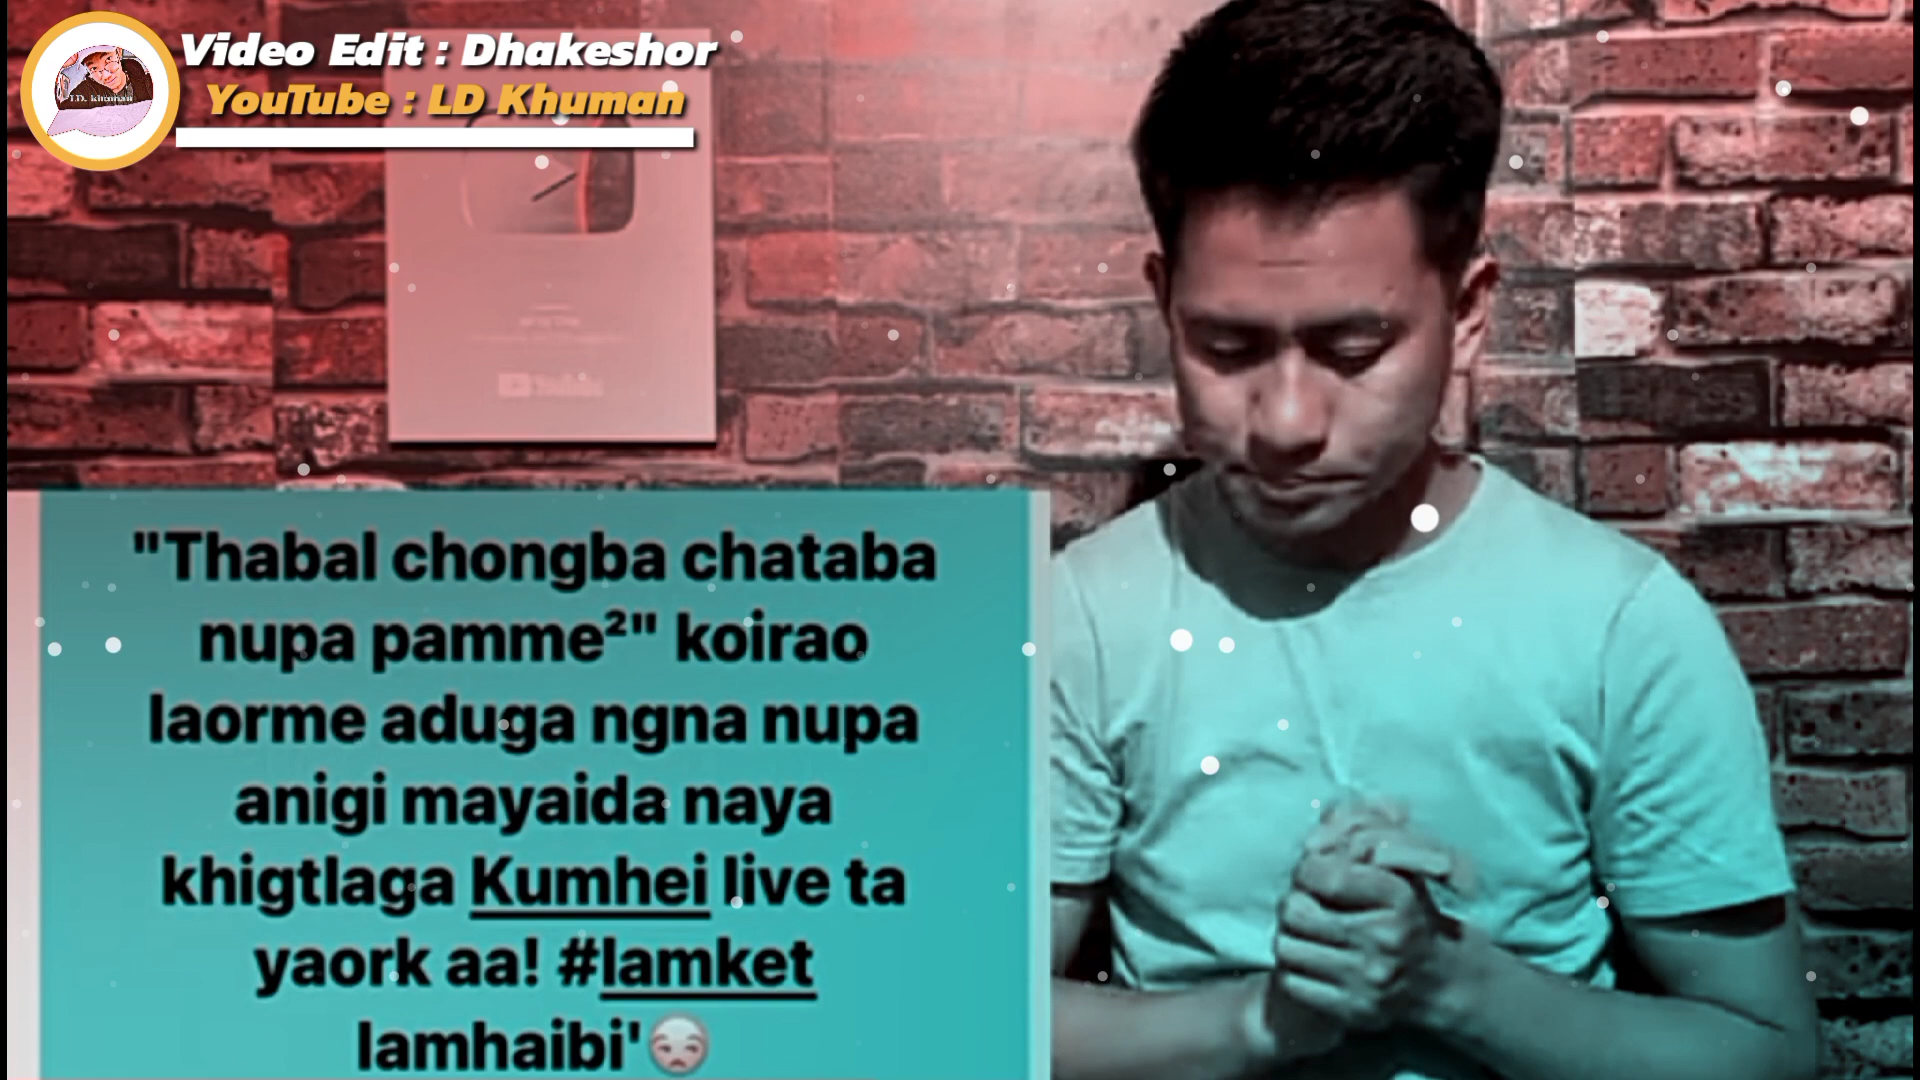 Video Edit : Dhakeshor
YouTube : LD Khuman
"Thabal chongba chataba
nupa pamme²" koirao
laorme aduga ngna nupa
anigi mayaida naya
khigtlaga Kumhei live ta
yaork aa! #lamket
lamhaibi'😒